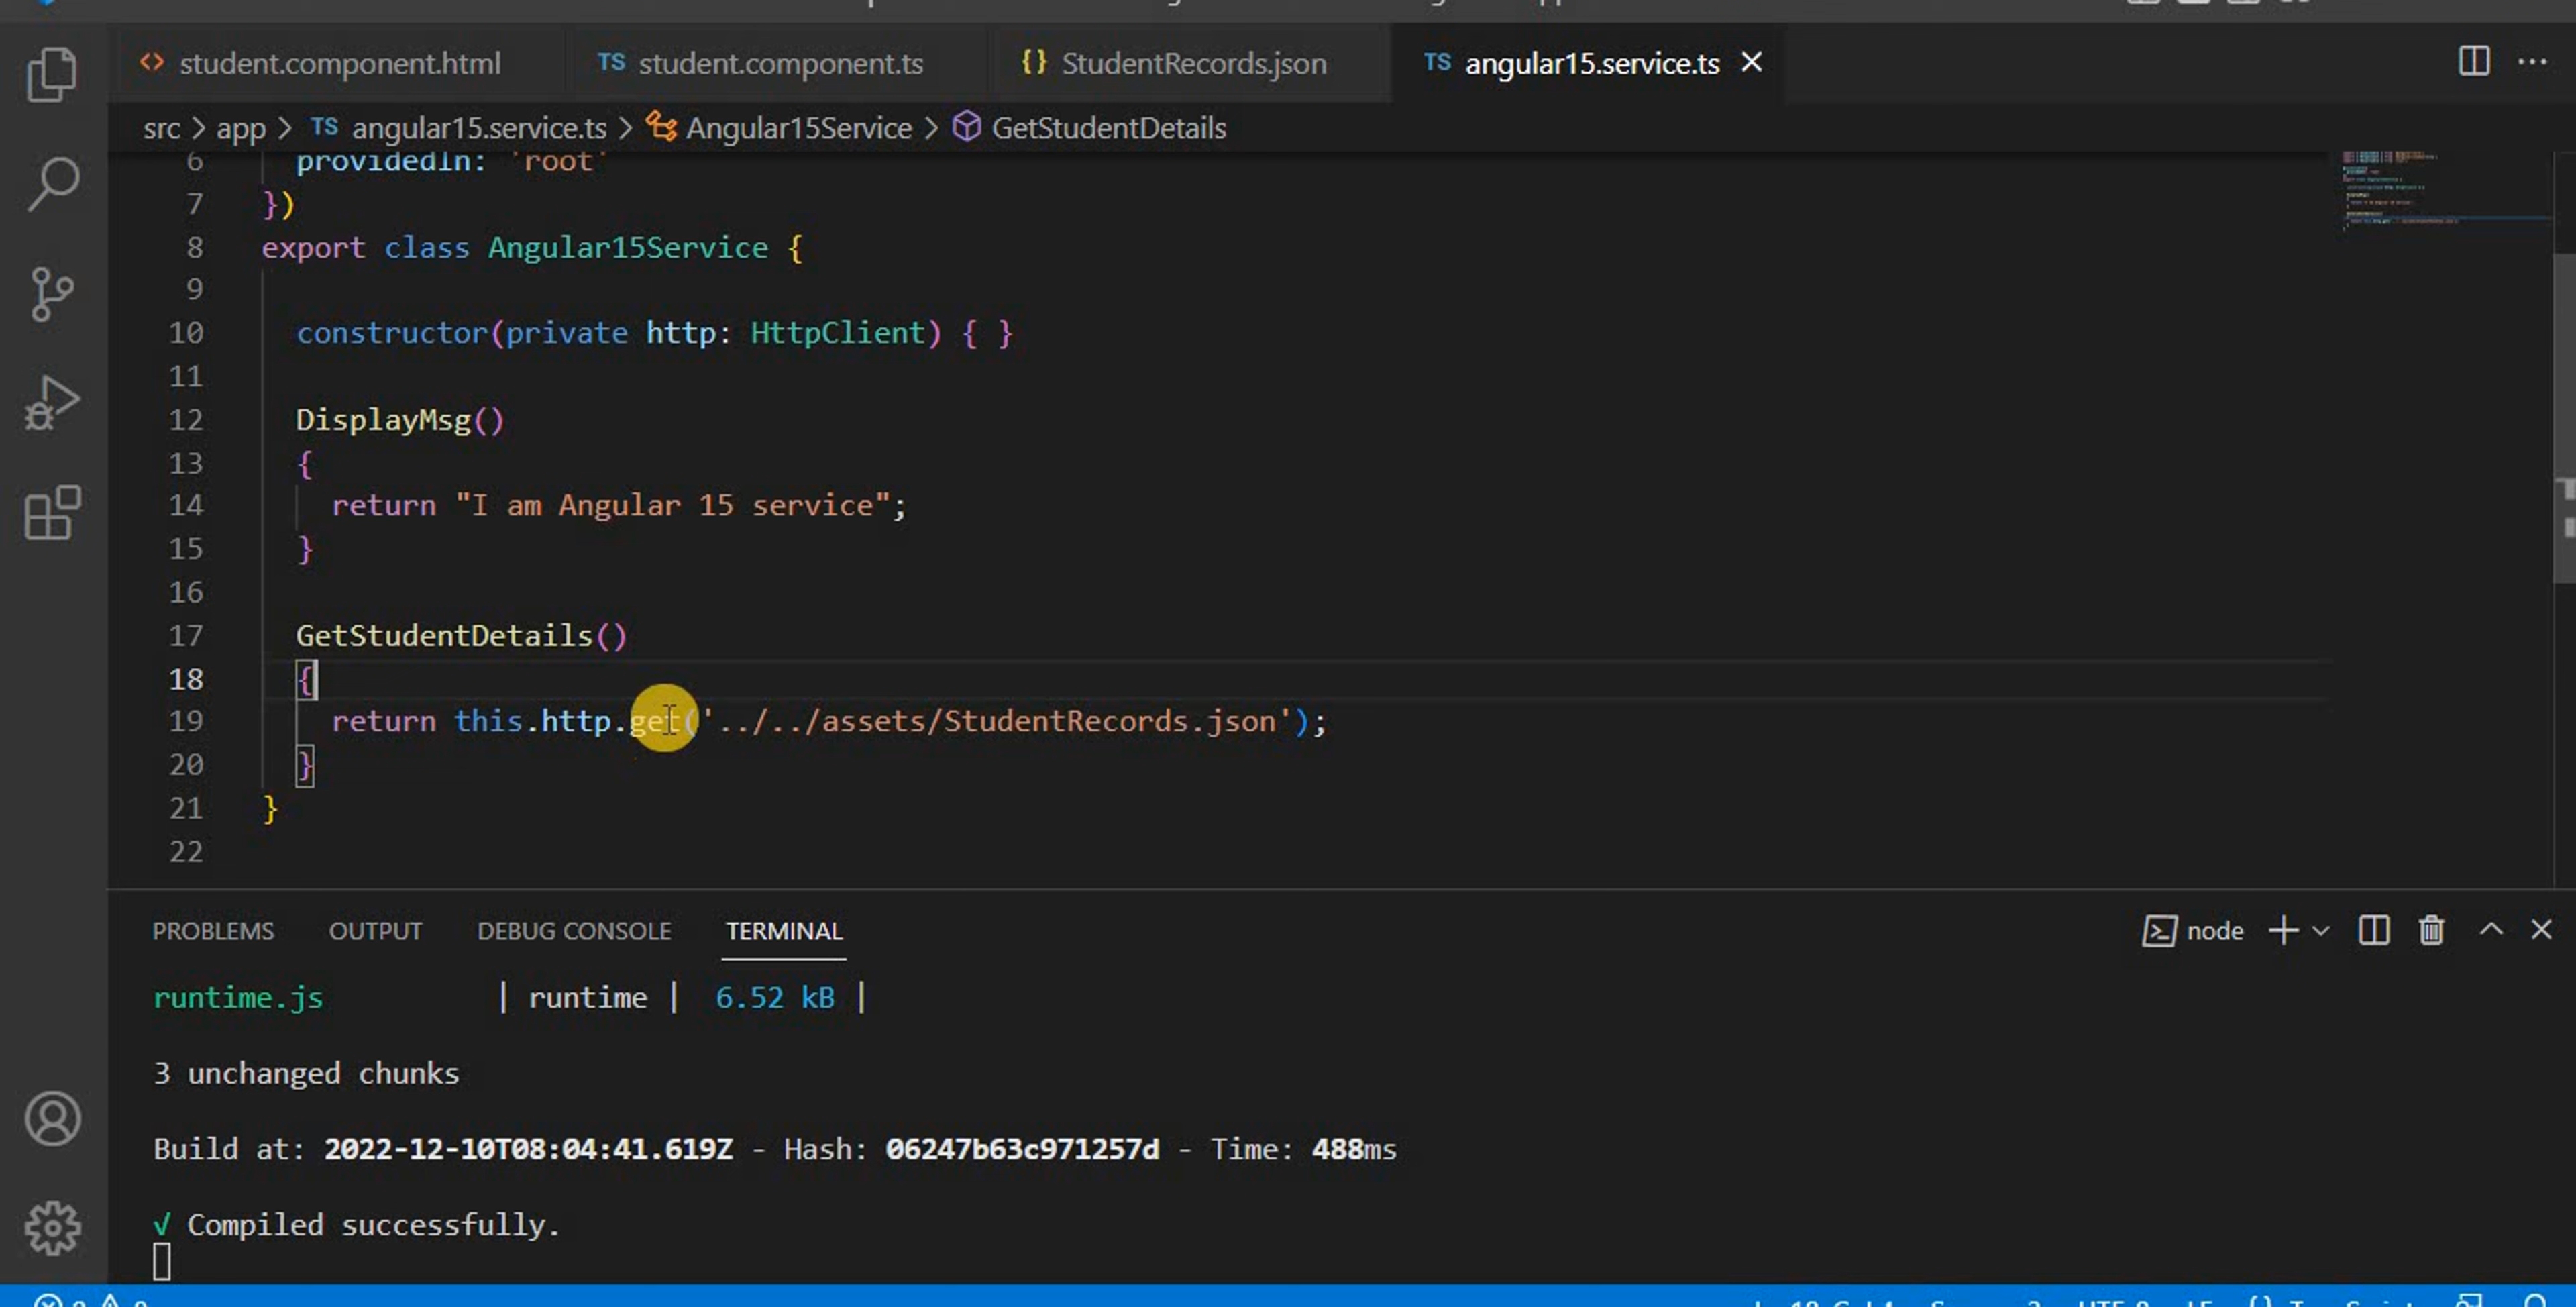 student.component.html TS student.component.ts {} StudentRecords.json TS angular15.service.ts
src > app > TS angular15.service.ts > Angular15Service > GetStudentDetails
6 providedIn: 'root'
7 })
8 export class Angular15Service {
9
10 constructor(private http: HttpClient) { }
11
12 DisplayMsg()
13 {
14 return "I am Angular 15 service";
15 }
16
17 GetStudentDetails()
18 {
19 return this.http.get('../../assets/StudentRecords.json');
20 }
21 }
22
PROBLEMS OUTPUT DEBUG CONSOLE TERMINAL node
runtime.js | runtime | 6.52 kB |
3 unchanged chunks
Build at: 2022-12-10T08:04:41.619Z - Hash: 06247b63c971257d - Time: 488ms
√ Compiled successfully.